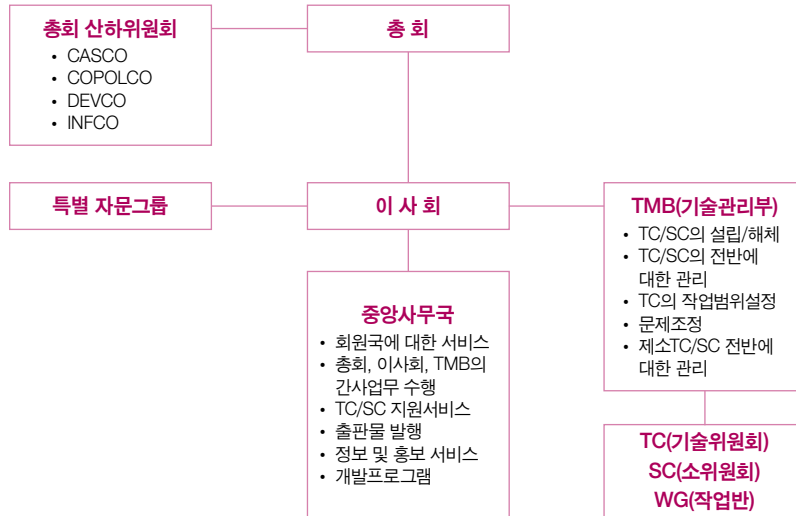 총회 산하위원회
• CASCO
• COPOLCO
• DEVCO
• INFCO
총 회
특별 자문그룹
이 사 회
TMB(기술관리부)
• TC/SC의 설립/해체
• TC/SC의 전반에
대한 관리
• TC의 작업범위설정
• 문제조정
• 제소TC/SC 전반에
대한 관리
중앙사무국
• 회원국에 대한 서비스
• 총회, 이사회, TMB의
간사업무 수행
• TC/SC 지원서비스
• 출판물 발행
• 정보 및 홍보 서비스
• 개발프로그램
TC(기술위원회)
SC(소위원회)
WG(작업반)